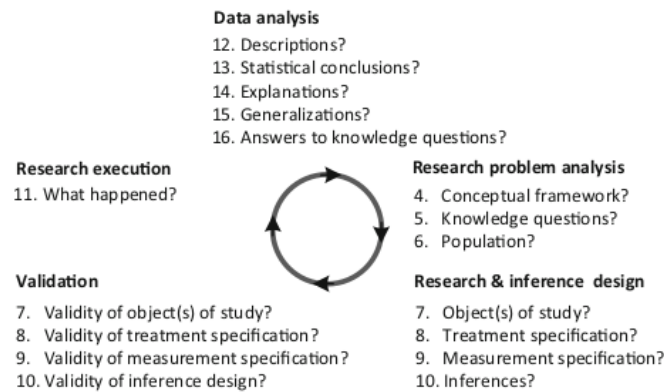 Data analysis
12. Descriptions?
13. Statistical conclusions?
14. Explanations?
15. Generalizations?
16. Answers to knowledge questions?
Research execution
11. What happened?
Research problem analysis
4. Conceptual framework?
5. Knowledge questions?
6. Population?
Validation
7. Validity of object(s) of study?
8. Validity of treatment specification?
9. Validity of measurement specification?
10. Validity of inference design?
Research & inference design
7. Object(s) of study?
8. Treatment specification?
9. Measurement specification?
10. Inferences?